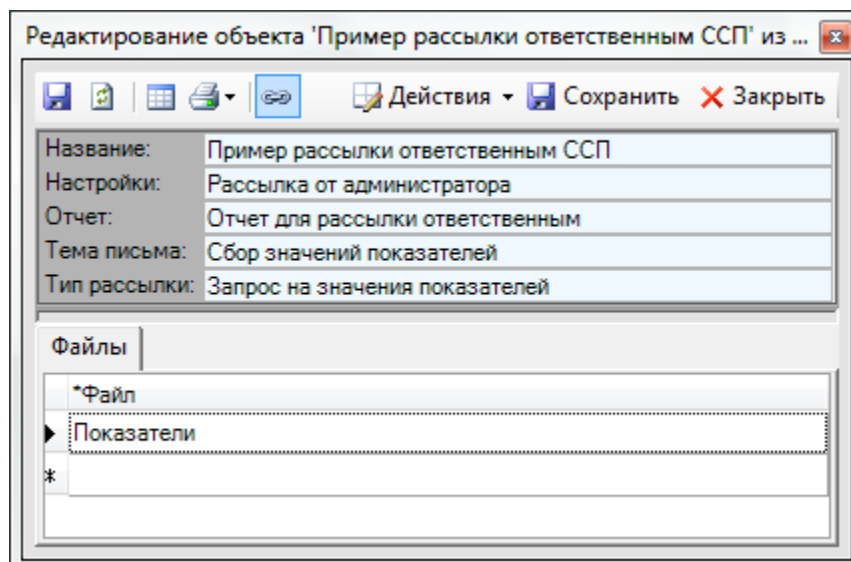 Редактирование объекта 'Пример рассылки ответственным ССП' из ...
Действия Сохранить Закрыть
Название: Пример рассылки ответственным ССП
Настройки: Рассылка от администратора
Отчет: Отчет для рассылки ответственным
Тема письма: Сбор значений показателей
Тип рассылки: Запрос на значения показателей
Файлы
*Файл
Показатели
*